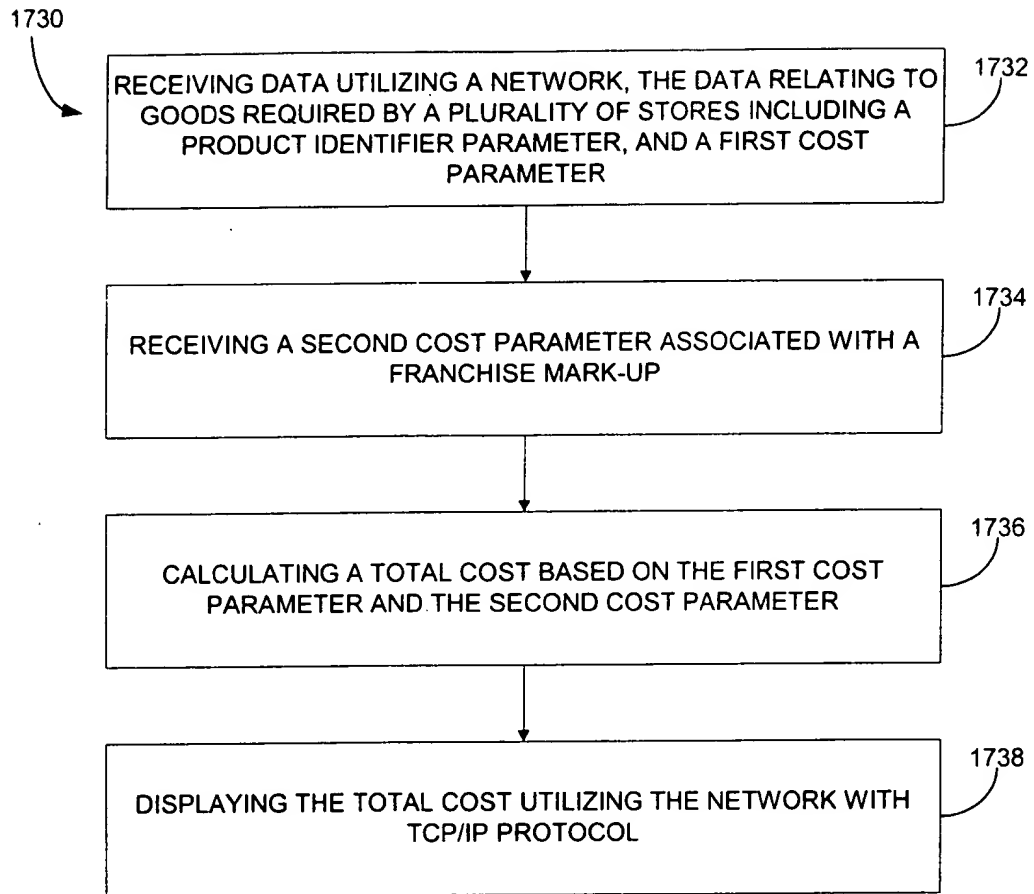 1730
RECEIVING DATA UTILIZING A NETWORK, THE DATA RELATING TO
GOODS REQUIRED BY A PLURALITY OF STORES INCLUDING A
PRODUCT IDENTIFIER PARAMETER, AND A FIRST COST
PARAMETER
1732
RECEIVING A SECOND COST PARAMETER ASSOCIATED WITH A
FRANCHISE MARK-UP
1734
CALCULATING A TOTAL COST BASED ON THE FIRST COST
PARAMETER AND THE SECOND COST PARAMETER
1736
DISPLAYING THE TOTAL COST UTILIZING THE NETWORK WITH
TCP/IP PROTOCOL
1738